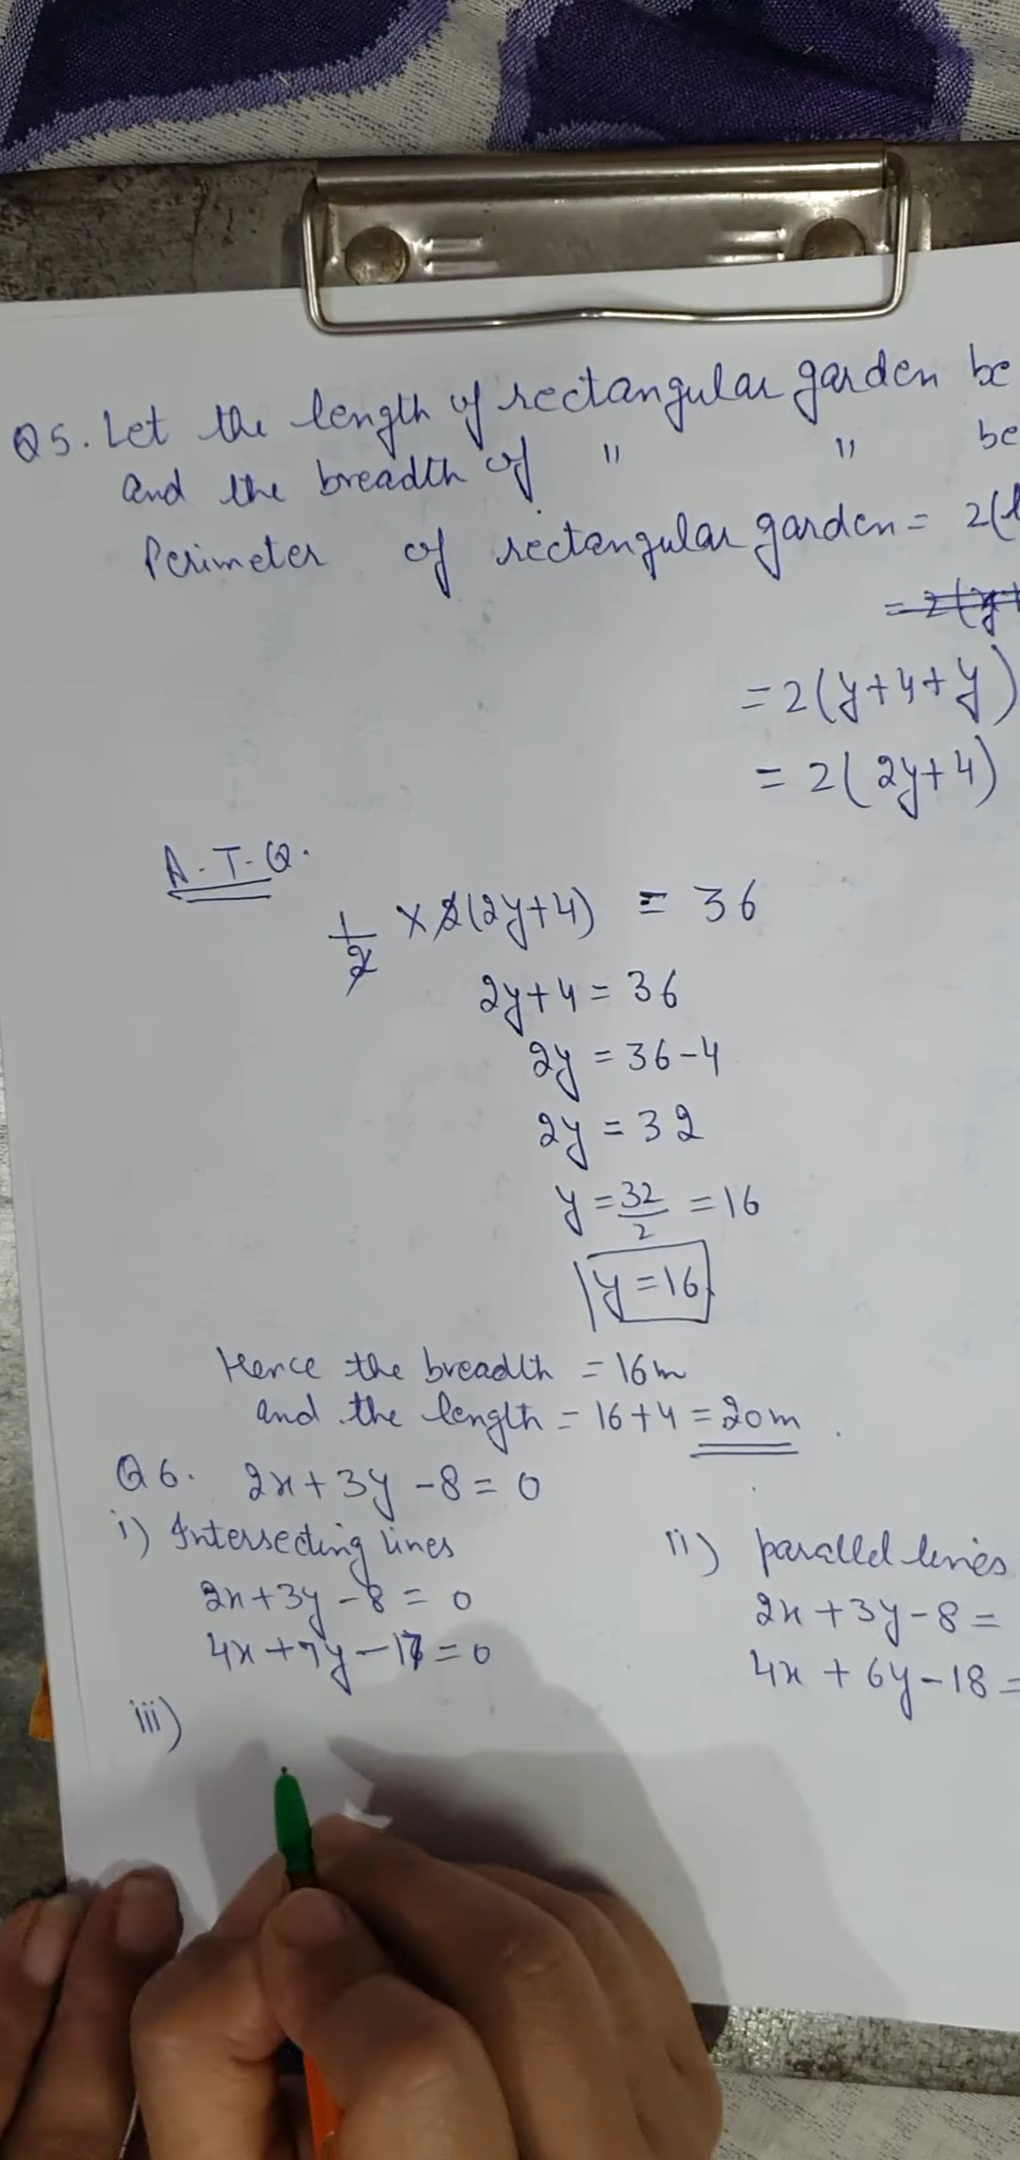 Q5. Let the length of rectangular garden be
and the breadth of " " be
Perimeter of rectangular garden = 2(l
= 2(y+
= 2(y+4+y)
= 2(2y+4)
A.T.Q.
1/2 × 2(2y+4) = 36
2y+4 = 36
2y = 36-4
2y = 32
y = 32/2 = 16
y = 16
Hence the breadth = 16m
and the length = 16+4 = 20m.
Q6. 2x+3y-8=0
i) Intersecting lines
2x+3y-8=0
4x+7y-17=0
ii) parallel lines
2x+3y-8=
4x+6y-18=
iii)